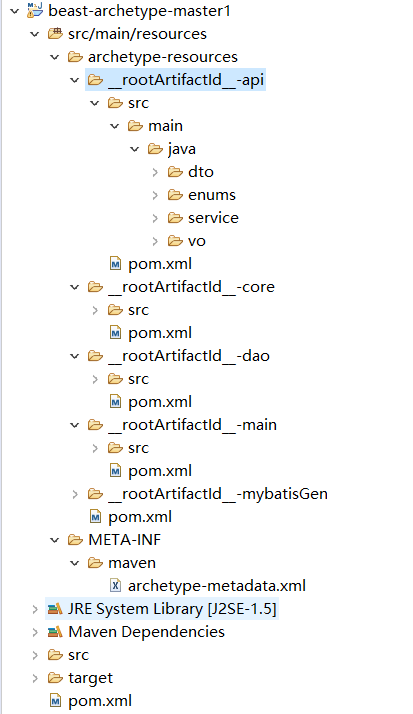 beast-archetype-master1
src/main/resources
archetype-resources
__rootArtifactId__-api
src
main
java
dto
enums
service
vo
pom.xml
__rootArtifactId__-core
src
pom.xml
__rootArtifactId__-dao
src
pom.xml
__rootArtifactId__-main
src
pom.xml
__rootArtifactId__-mybatisGen
pom.xml
META-INF
maven
archetype-metadata.xml
JRE System Library [J2SE-1.5]
Maven Dependencies
src
target
pom.xml